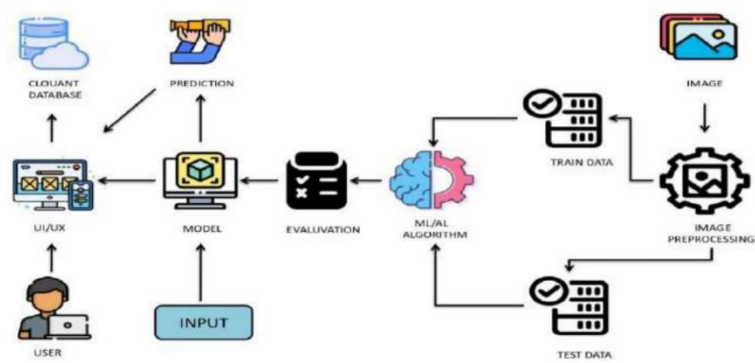 CLOUANT
DATABASE
PREDICTION
IMAGE
TRAIN DATA
UI/UX
MODEL
EVALUVATION
ML/AL
ALGORITHM
IMAGE
PREPROCESSING
INPUT
USER
TEST DATA